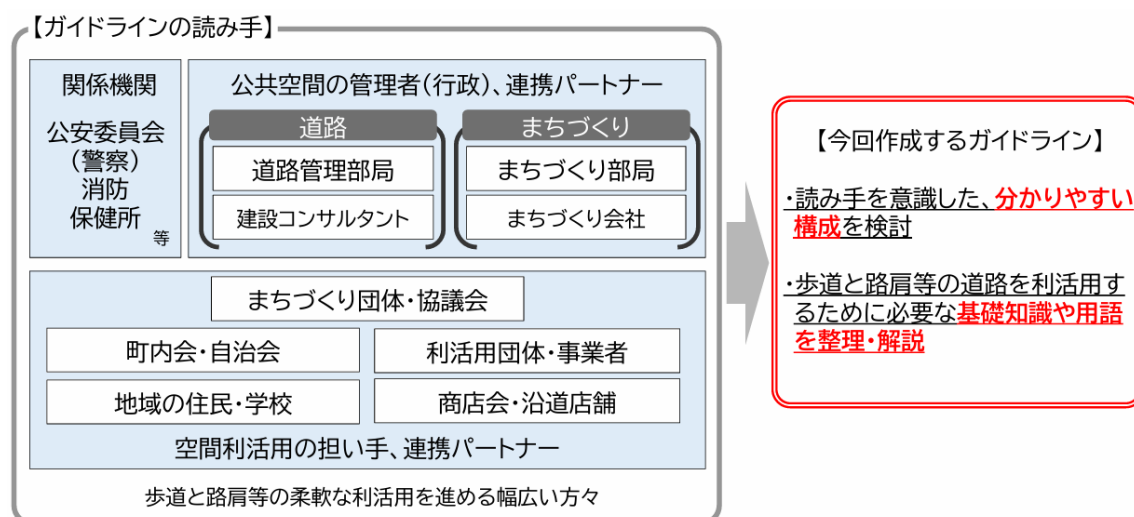 【ガイドラインの読み手】
関係機関
公安委員会
(警察)
消防
保健所
等
公共空間の管理者(行政)、連携パートナー
道路
道路管理部局
建設コンサルタント
まちづくり
まちづくり部局
まちづくり会社
まちづくり団体・協議会
町内会・自治会
利活用団体・事業者
地域の住民・学校
商店会・沿道店舗
空間利活用の担い手、連携パートナー
歩道と路肩等の柔軟な利活用を進める幅広い方々
【今回作成するガイドライン】
・読み手を意識した、分かりやすい
構成を検討
・歩道と路肩等の道路を利活用す
るために必要な基礎知識や用語
を整理・解説